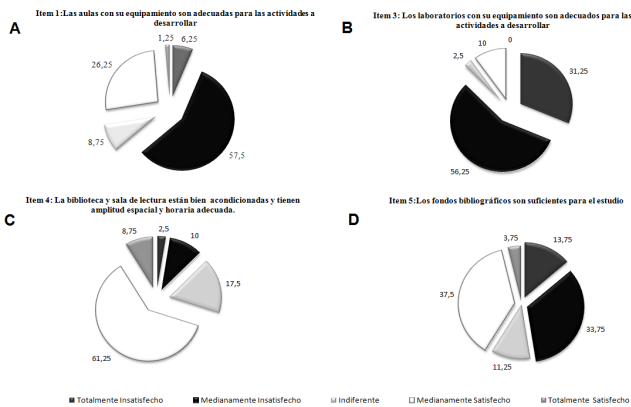 Item 1:Las aulas con su equipamiento son adecuadas para las actividades a
desarrollar
A
1,25
6,25
26,25
8,75
57,5
Item 3: Los laboratorios con su equipamiento son adecuados para las
actividades a desarrollar
B
0
10
2,5
31,25
56,25
Item 4: La biblioteca y sala de lectura están bien acondicionadas y tienen
amplitud espacial y horaria adecuada.
C
8,75
2,5
10
17,5
61,25
Item 5:Los fondos bibliográficos son suficientes para el estudio
D
3,75
13,75
37,5
33,75
11,25
Totalmente Insatisfecho
Medianamente Insatisfecho
Indiferente
Medianamente Satisfecho
Totalmente Satisfecho